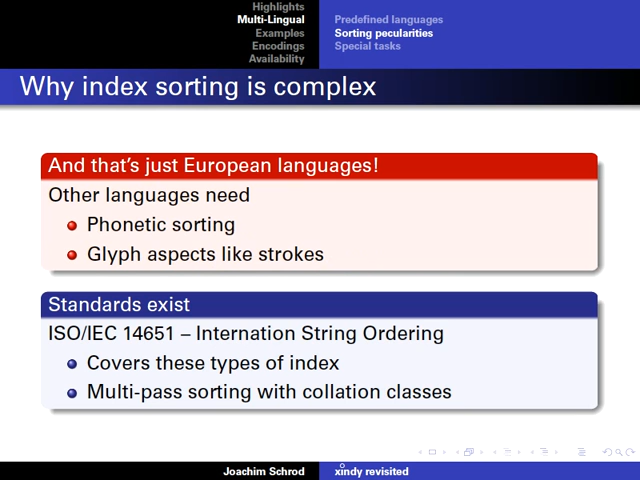 Highlights
Multi-Lingual
Examples
Encodings
Availability
Predefined languages
Sorting pecularities
Special tasks
Why index sorting is complex
And that's just European languages!
Other languages need
Phonetic sorting
Glyph aspects like strokes
Standards exist
ISO/IEC 14651 – Internation String Ordering
Covers these types of index
Multi-pass sorting with collation classes
Joachim Schrod
xindy revisited